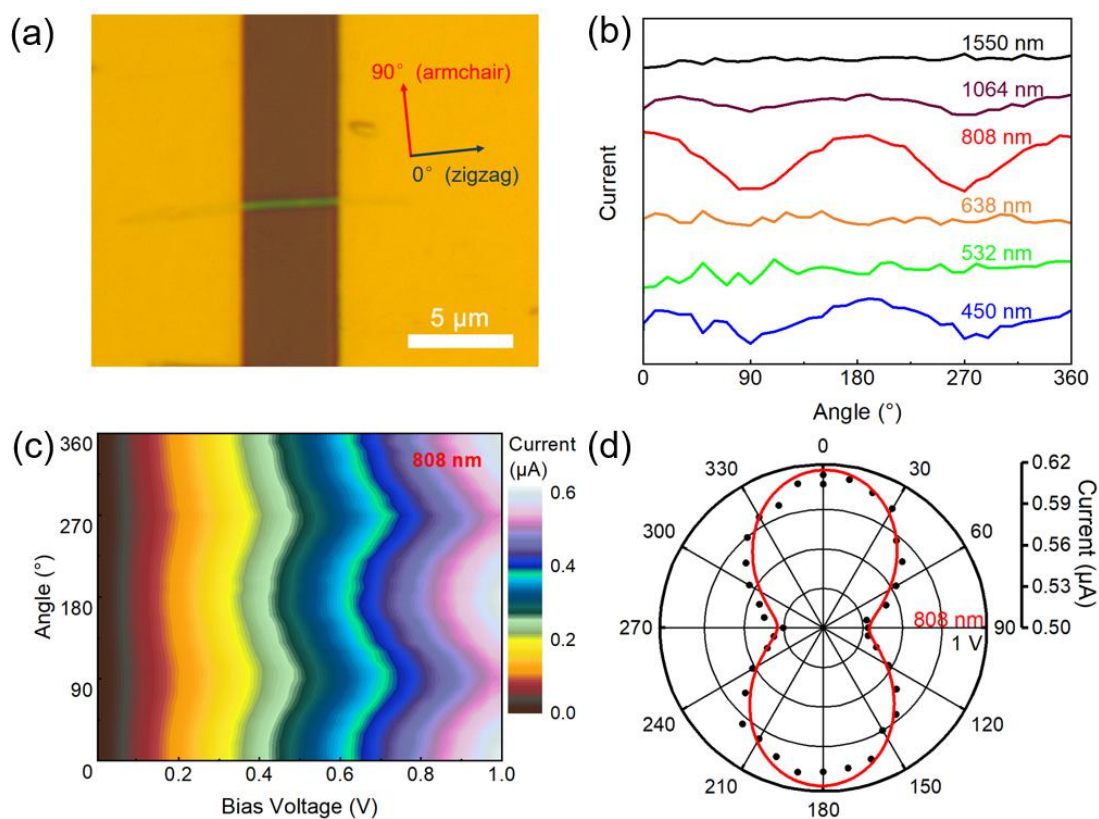 (a)
90° (armchair)
0° (zigzag)
5 μm
(b)
1550 nm
1064 nm
808 nm
638 nm
532 nm
450 nm
Current
0 90 180 270 360
Angle (°)
(c)
360
270
180
90
0
Angle (°)
0.2 0.4 0.6 0.8 1.0
Bias Voltage (V)
808 nm
Current
(μA)
0.6
0.4
0.2
0.0
(d)
0
30
60
90
120
150
180
210
240
270
300
330
808 nm
1 V
0.62
0.59
0.56
0.53
0.50
Current (μA)